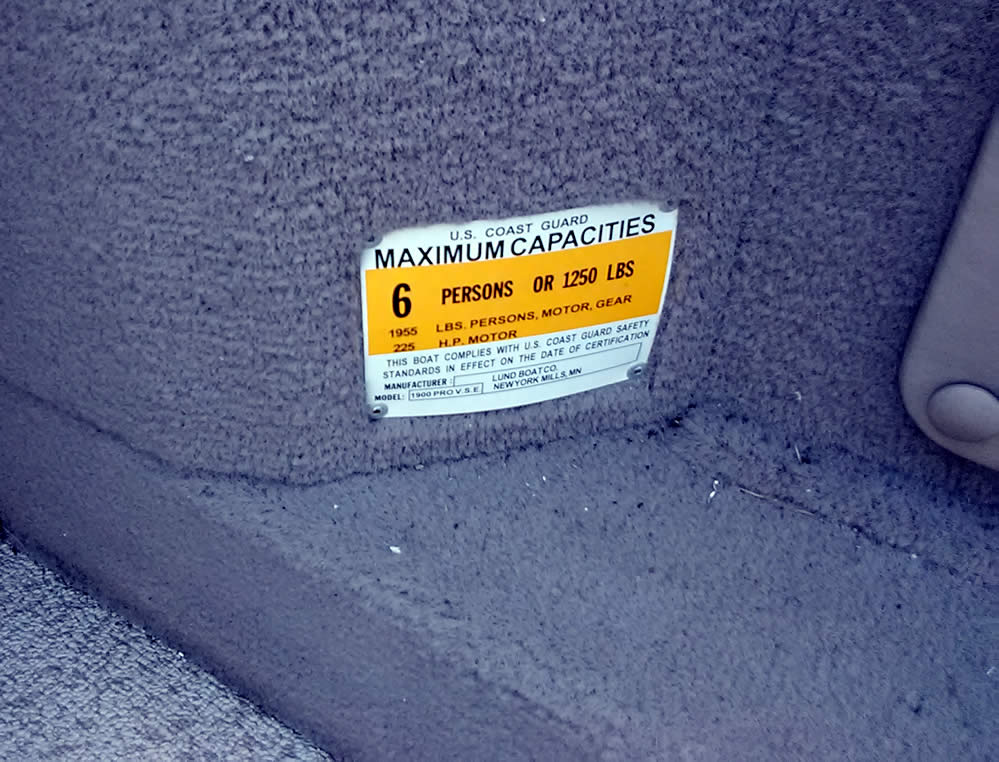 U.S. COAST GUARD
MAXIMUM CAPACITIES
6 PERSONS OR 1250 LBS
1955 LBS. PERSONS, MOTOR, GEAR
225 H.P. MOTOR
THIS BOAT COMPLIES WITH U.S. COAST GUARD SAFETY
STANDARDS IN EFFECT ON THE DATE OF CERTIFICATION
MANUFACTURER: LUND BOAT CO.
NEW YORK MILLS, MN
MODEL: 1900 PRO V.S.E